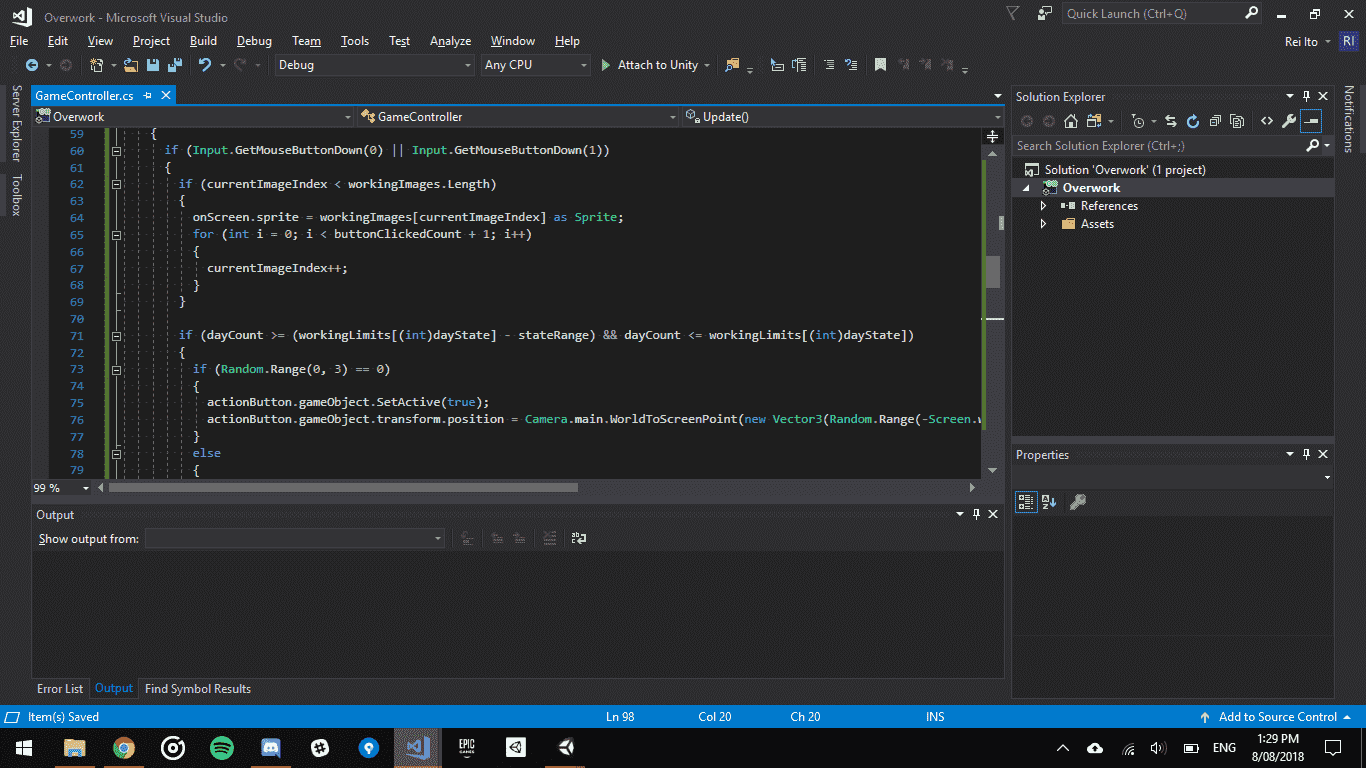 Overwork - Microsoft Visual Studio
Quick Launch (Ctrl+Q)
File Edit View Project Build Debug Team Tools Test Analyze Window Help
Rei Ito RI
Debug Any CPU Attach to Unity
Server Explorer
Toolbox
GameController.cs
Overwork GameController Update()
59 {
60 if (Input.GetMouseButtonDown(0) || Input.GetMouseButtonDown(1))
61 {
62 if (currentImageIndex < workingImages.Length)
63 {
64 onScreen.sprite = workingImages[currentImageIndex] as Sprite;
65 for (int i = 0; i < buttonClickedCount + 1; i++)
66 {
67 currentImageIndex++;
68 }
69 }
70
71 if (dayCount >= (workingLimits[(int)dayState] - stateRange) && dayCount <= workingLimits[(int)dayState])
72 {
73 if (Random.Range(0, 3) == 0)
74 {
75 actionButton.gameObject.SetActive(true);
76 actionButton.gameObject.transform.position = Camera.main.WorldToScreenPoint(new Vector3(Random.Range(-Screen.w
77 }
78 else
79 {
99 %
Output
Show output from:
Error List Output Find Symbol Results
Solution Explorer
Search Solution Explorer (Ctrl+;)
Solution 'Overwork' (1 project)
Overwork
References
Assets
Properties
Notifications
Item(s) Saved Ln 98 Col 20 Ch 20 INS Add to Source Control
EPIC GAMES
ENG
1:29 PM
8/08/2018